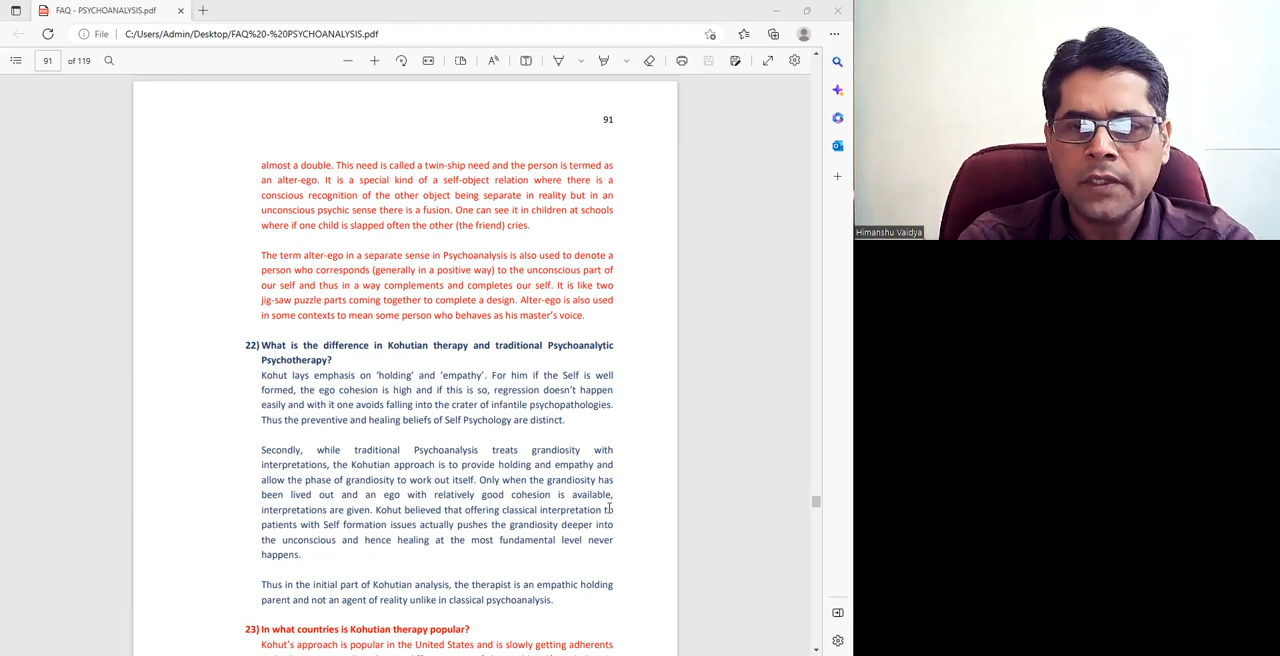 FAQ - PSYCHOANALYSIS.pdf
File
C:/Users/Admin/Desktop/FAQ%20-%20PSYCHOANALYSIS.pdf
91 of 119
91
almost a double. This need is called a twin-ship need and the person is termed as
an alter-ego. It is a special kind of a self-object relation where there is a
conscious recognition of the other object being separate in reality but in an
unconscious psychic sense there is a fusion. One can see it in children at schools
where if one child is slapped often the other (the friend) cries.
The term alter-ego in a separate sense in Psychoanalysis is also used to denote a
person who corresponds (generally in a positive way) to the unconscious part of
our self and thus in a way complements and completes our self. It is like two
jig-saw puzzle parts coming together to complete a design. Alter-ego is also used
in some contexts to mean some person who behaves as his master's voice.
22) What is the difference in Kohutian therapy and traditional Psychoanalytic
Psychotherapy?
Kohut lays emphasis on 'holding' and 'empathy'. For him if the Self is well
formed, the ego cohesion is high and if this is so, regression doesn't happen
easily and with it one avoids falling into the crater of infantile psychopathologies.
Thus the preventive and healing beliefs of Self Psychology are distinct.
Secondly, while traditional Psychoanalysis treats grandiosity with
interpretations, the Kohutian approach is to provide holding and empathy and
allow the phase of grandiosity to work out itself. Only when the grandiosity has
been lived out and an ego with relatively good cohesion is available,
interpretations are given. Kohut believed that offering classical interpretation to
patients with Self formation issues actually pushes the grandiosity deeper into
the unconscious and hence healing at the most fundamental level never
happens.
Thus in the initial part of Kohutian analysis, the therapist is an empathic holding
parent and not an agent of reality unlike in classical psychoanalysis.
23) In what countries is Kohutian therapy popular?
Kohut's approach is popular in the United States and is slowly getting adherents
Himanshu Vaidya